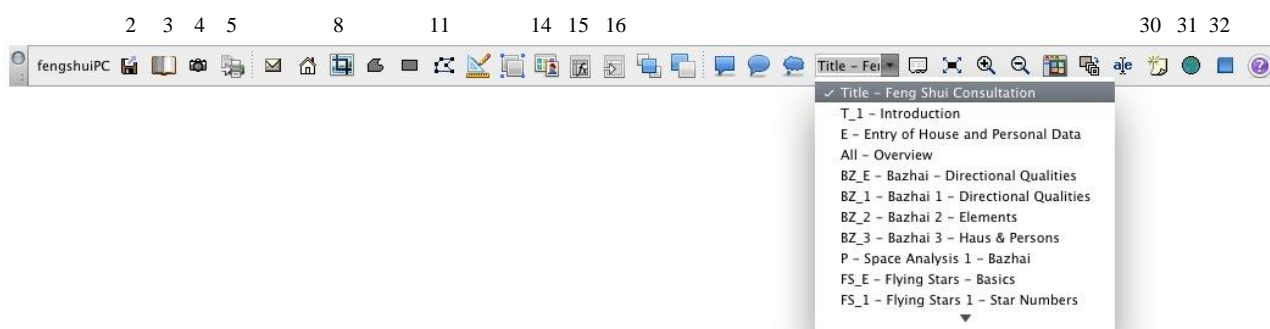 2 3 4 5 8 11 14 15 16 30 31 32
fengshuiPC Title - Fe
✓ Title - Feng Shui Consultation
T_1 - Introduction
E - Entry of House and Personal Data
All - Overview
BZ_E - Bazhai - Directional Qualities
BZ_1 - Bazhai 1 - Directional Qualities
BZ_2 - Bazhai 2 - Elements
BZ_3 - Bazhai 3 - Haus & Persons
P - Space Analysis 1 - Bazhai
FS_E - Flying Stars - Basics
FS_1 - Flying Stars 1 - Star Numbers